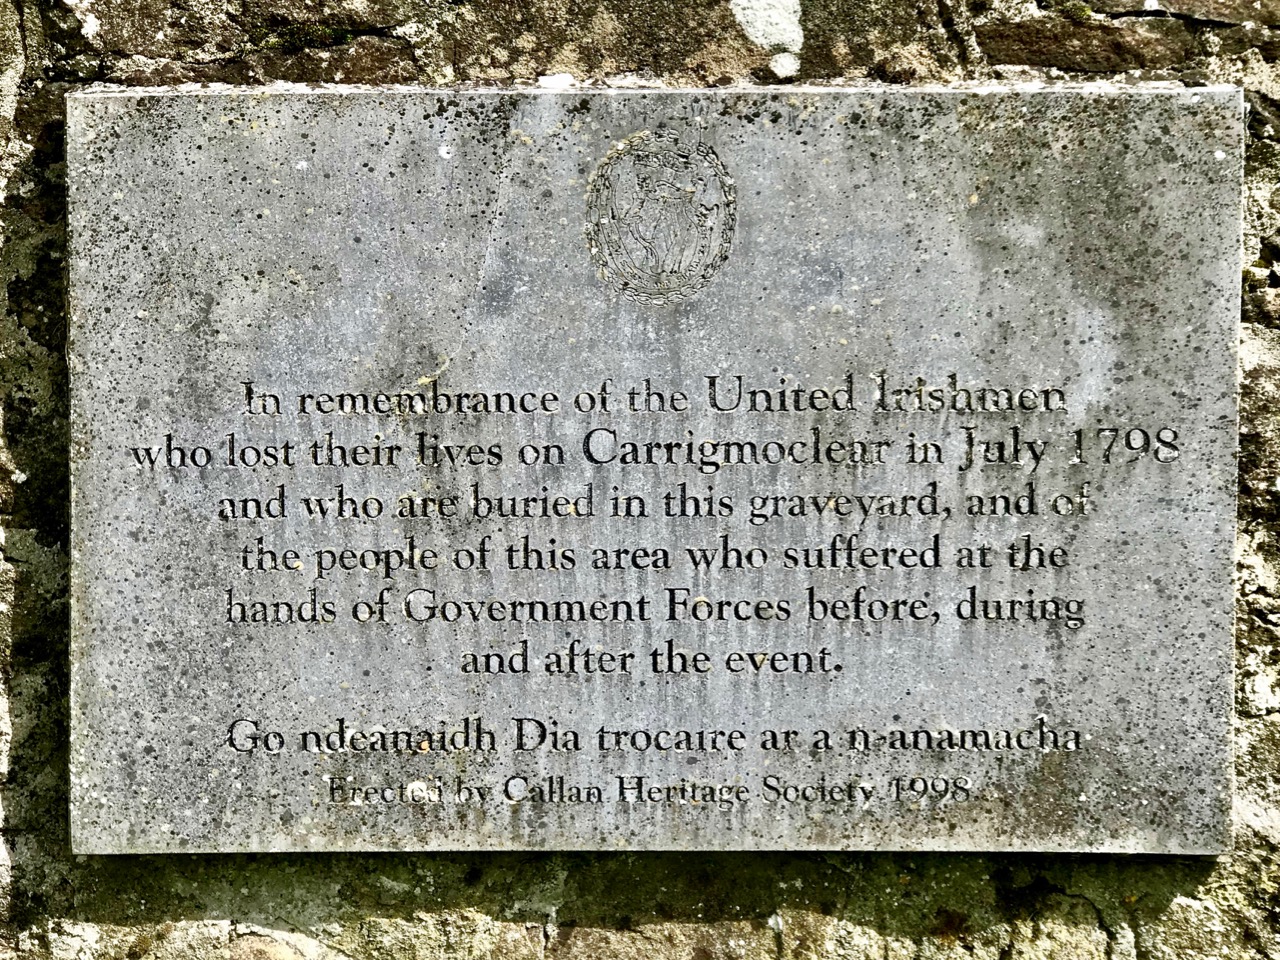 In remembrance of the United Irishmen
who lost their lives on Carrigmoclear in July 1798
and who are buried in this graveyard, and of
the people of this area who suffered at the
hands of Government Forces before, during
and after the event.
Go ndeanaidh Dia trocaire ar a n-anamacha
Erected by Callan Heritage Society 1998